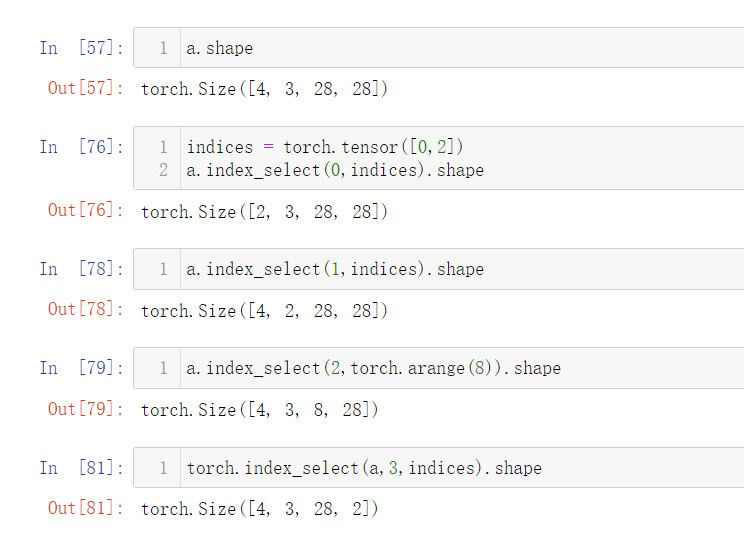 In [57]: 1 a.shape
Out[57]: torch.Size([4, 3, 28, 28])
In [76]: 1 indices = torch.tensor([0,2])
2 a.index_select(0,indices).shape
Out[76]: torch.Size([2, 3, 28, 28])
In [78]: 1 a.index_select(1,indices).shape
Out[78]: torch.Size([4, 2, 28, 28])
In [79]: 1 a.index_select(2,torch.arange(8)).shape
Out[79]: torch.Size([4, 3, 8, 28])
In [81]: 1 torch.index_select(a,3,indices).shape
Out[81]: torch.Size([4, 3, 28, 2])